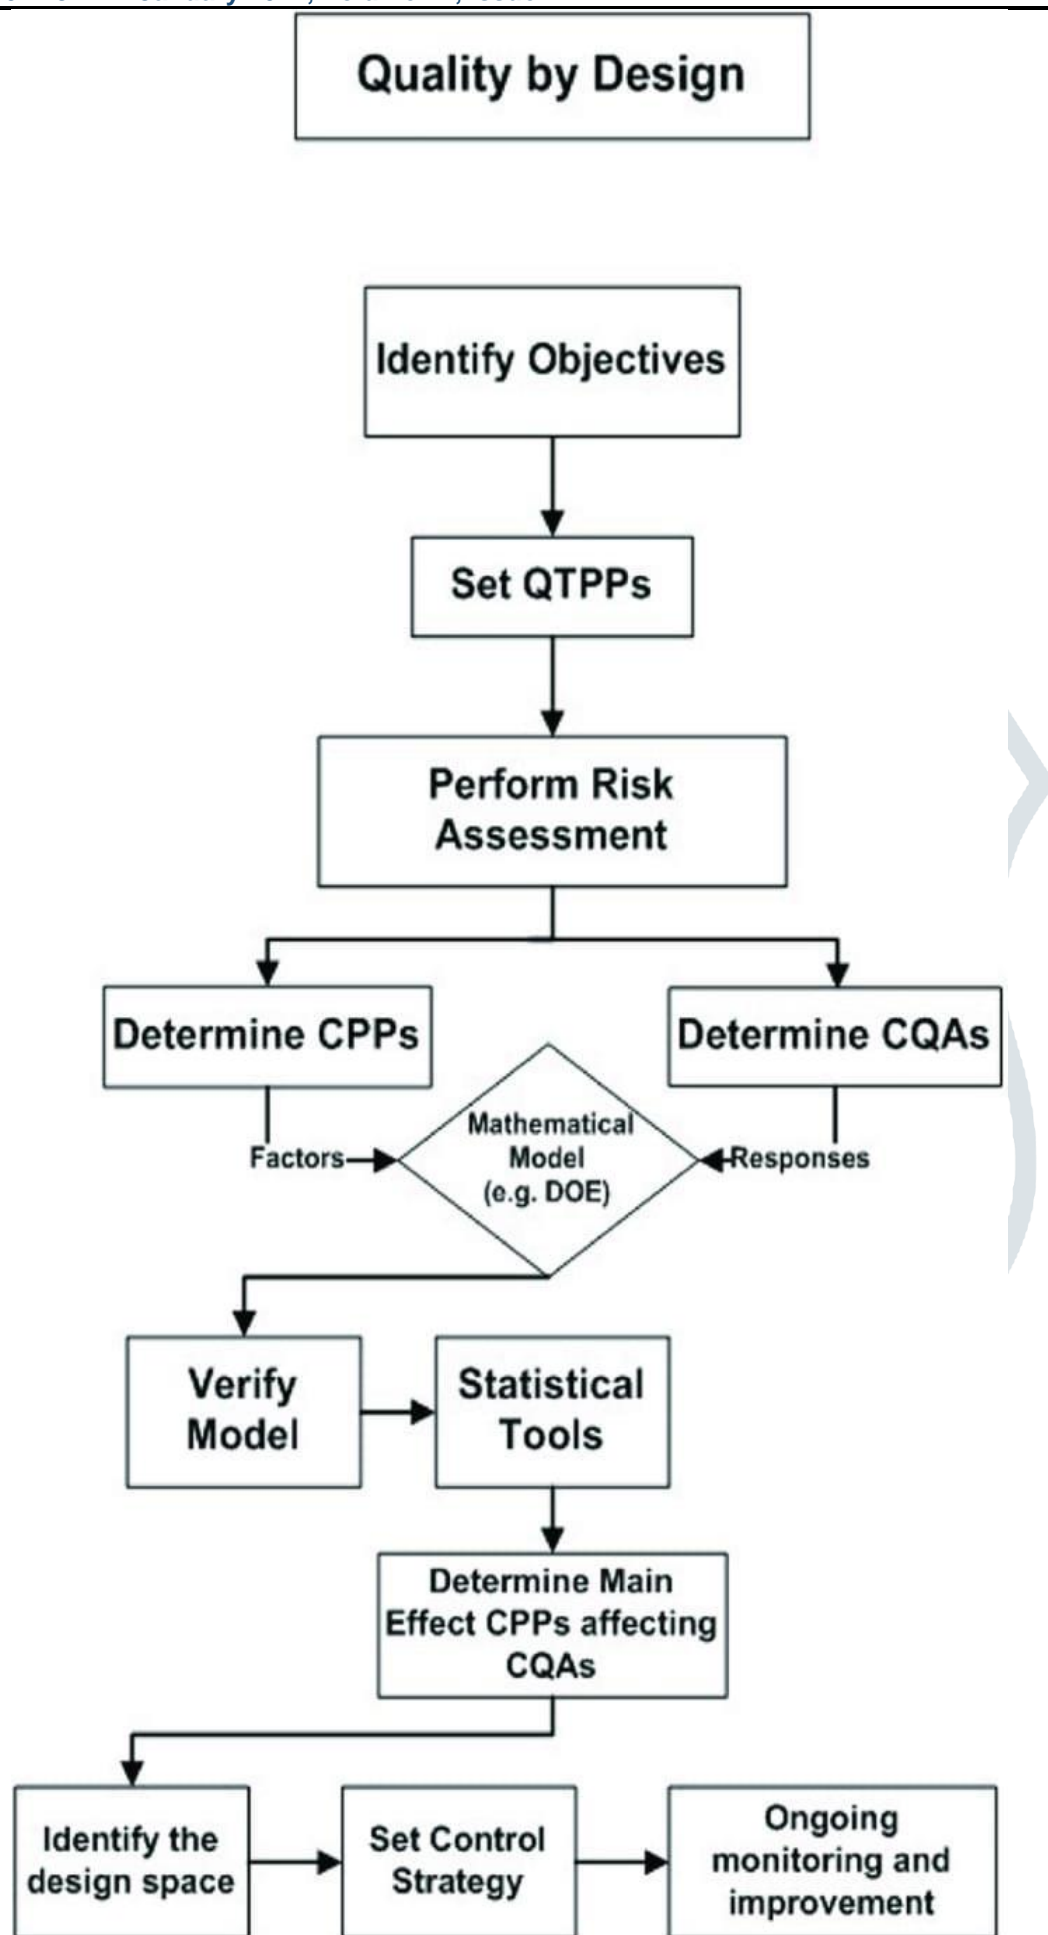 Quality by Design
Identify Objectives
Set QTPPs
Perform Risk
Assessment
Determine CPPs
Determine CQAs
Mathematical
Model
(e.g. DOE)
Factors
Responses
Verify
Model
Statistical
Tools
Determine Main
Effect CPPs affecting
CQAs
Identify the
design space
Set Control
Strategy
Ongoing
monitoring and
improvement